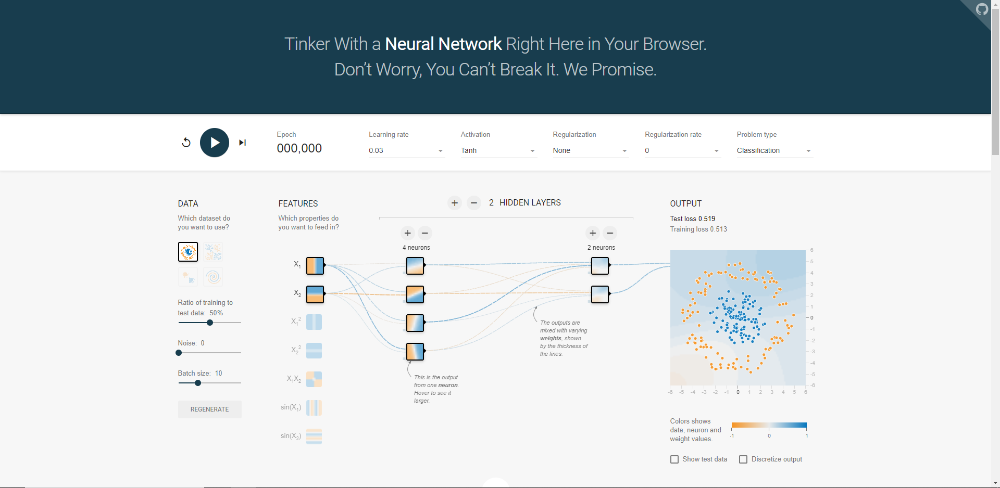 Tinker With a Neural Network Right Here in Your Browser.
Don't Worry, You Can't Break It. We Promise.
Epoch
000,000
Learning rate
0.03
Activation
Tanh
Regularization
None
Regularization rate
0
Problem type
Classification
DATA
Which dataset do
you want to use?
Ratio of training to
test data: 50%
Noise: 0
Batch size: 10
REGENERATE
FEATURES
Which properties do
you want to feed in?
X1
X2
X1^2
X2^2
X1X2
sin(X1)
sin(X2)
+ − 2 HIDDEN LAYERS
+ −
4 neurons
+ −
2 neurons
This is the output
from one neuron.
Hover to see it
larger.
The outputs are
mixed with varying
weights, shown
by the thickness of
the lines.
OUTPUT
Test loss 0.519
Training loss 0.513
6
5
4
3
2
1
0
-1
-2
-3
-4
-5
-6
-6 -5 -4 -3 -2 -1 0 1 2 3 4 5 6
Colors shows
data, neuron and
weight values.
-1 0 1
Show test data
Discretize output